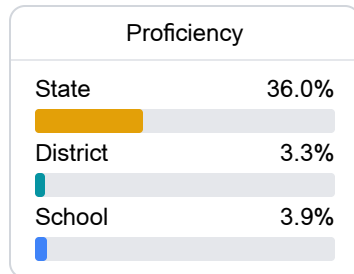 Proficiency
State 36.0%
District 3.3%
School 3.9%